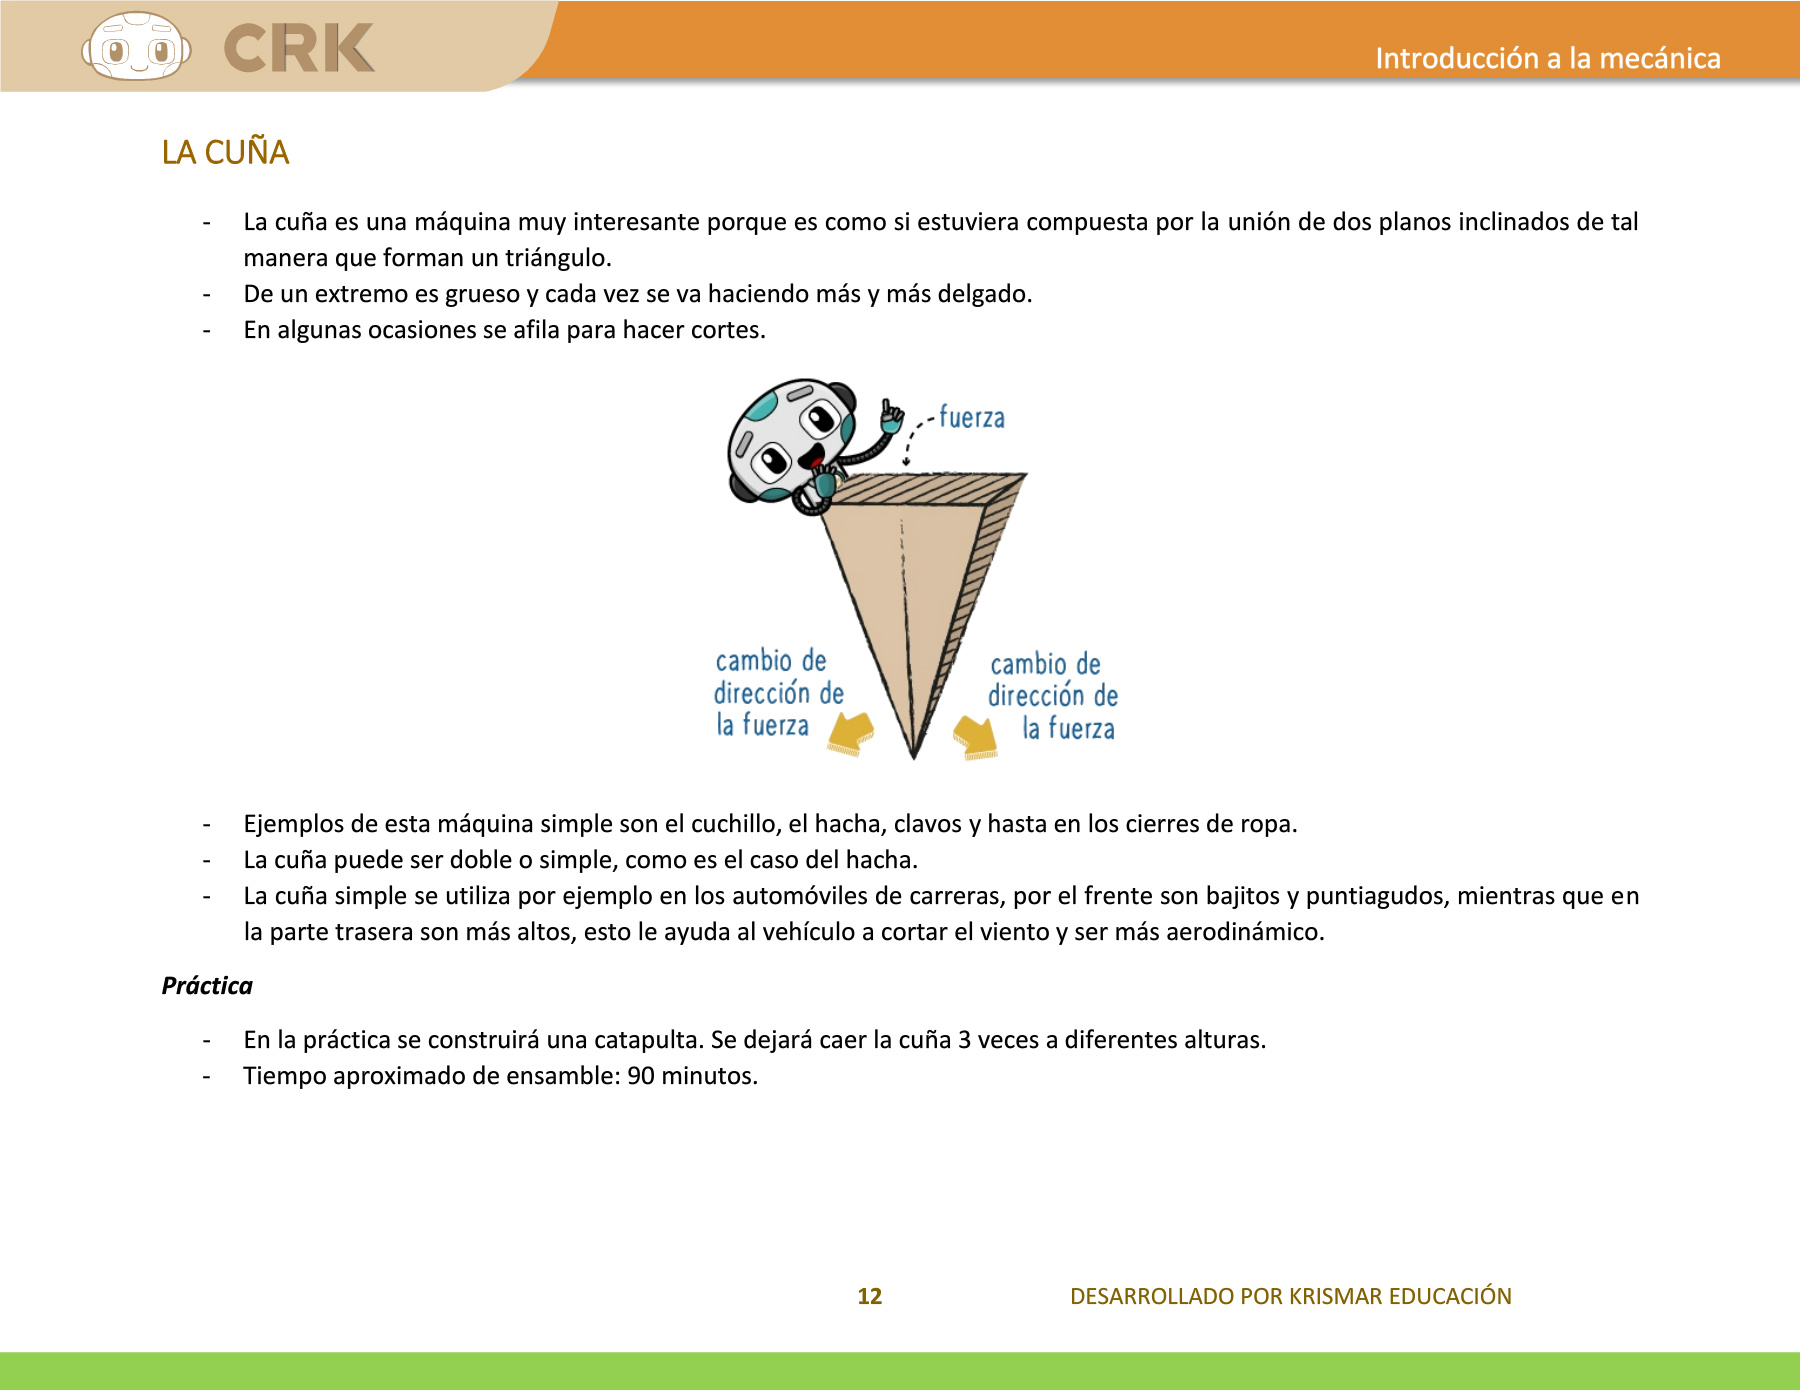 CRK
Introducción a la mecánica
LA CUÑA
- La cuña es una máquina muy interesante porque es como si estuviera compuesta por la unión de dos planos inclinados de tal
manera que forman un triángulo.
- De un extremo es grueso y cada vez se va haciendo más y más delgado.
- En algunas ocasiones se afila para hacer cortes.
fuerza
cambio de
dirección de
la fuerza
cambio de
dirección de
la fuerza
- Ejemplos de esta máquina simple son el cuchillo, el hacha, clavos y hasta en los cierres de ropa.
- La cuña puede ser doble o simple, como es el caso del hacha.
- La cuña simple se utiliza por ejemplo en los automóviles de carreras, por el frente son bajitos y puntiagudos, mientras que en
la parte trasera son más altos, esto le ayuda al vehículo a cortar el viento y ser más aerodinámico.
Práctica
- En la práctica se construirá una catapulta. Se dejará caer la cuña 3 veces a diferentes alturas.
- Tiempo aproximado de ensamble: 90 minutos.
12
DESARROLLADO POR KRISMAR EDUCACIÓN